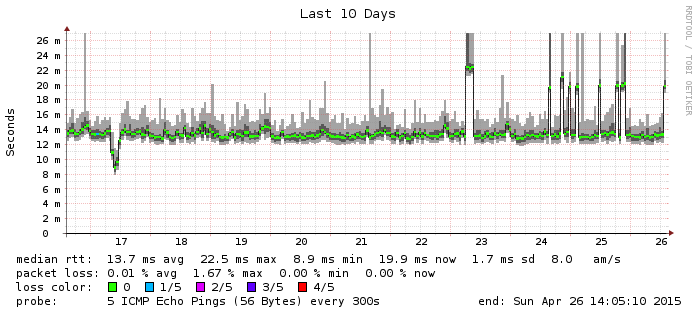 Last 10 Days
RRDTOOL / TOBI OETIKER
Seconds
26 m
24 m
22 m
20 m
18 m
16 m
14 m
12 m
10 m
8 m
6 m
4 m
2 m
0
17 18 19 20 21 22 23 24 25 26
median rtt: 13.7 ms avg 22.5 ms max 8.9 ms min 19.9 ms now 1.7 ms sd 8.0 am/s
packet loss: 0.01 % avg 1.67 % max 0.00 % min 0.00 % now
loss color: 0 1/5 2/5 3/5 4/5
probe: 5 ICMP Echo Pings (56 Bytes) every 300s end: Sun Apr 26 14:05:10 2015